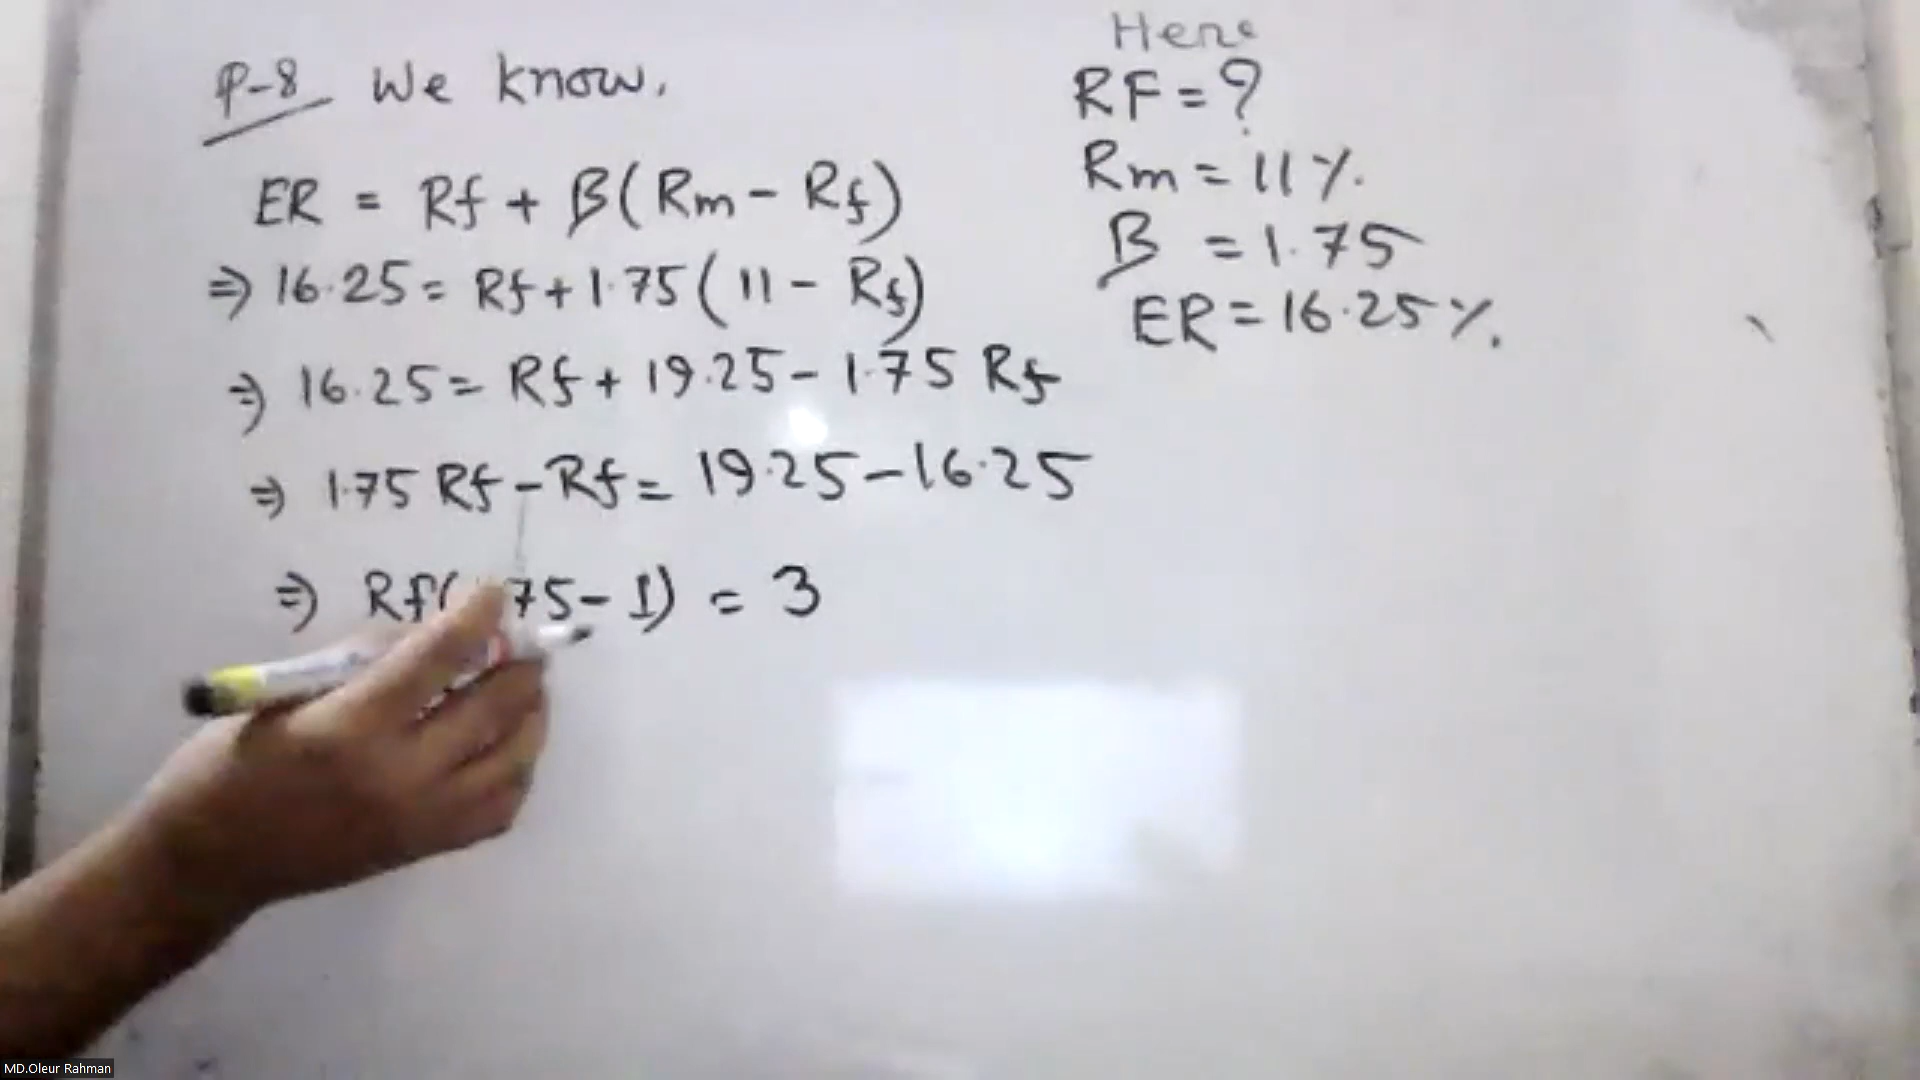 P-8 We know.
ER = Rf + β(Rm - Rf)
⇒ 16.25 = Rf + 1.75(11 - Rf)
⇒ 16.25 = Rf + 19.25 - 1.75 Rf
⇒ 1.75 Rf - Rf = 19.25 - 16.25
⇒ Rf( .75 - 1) = 3
Here
RF = ?
Rm = 11%.
β = 1.75
ER = 16.25%.
MD.Oleur Rahman